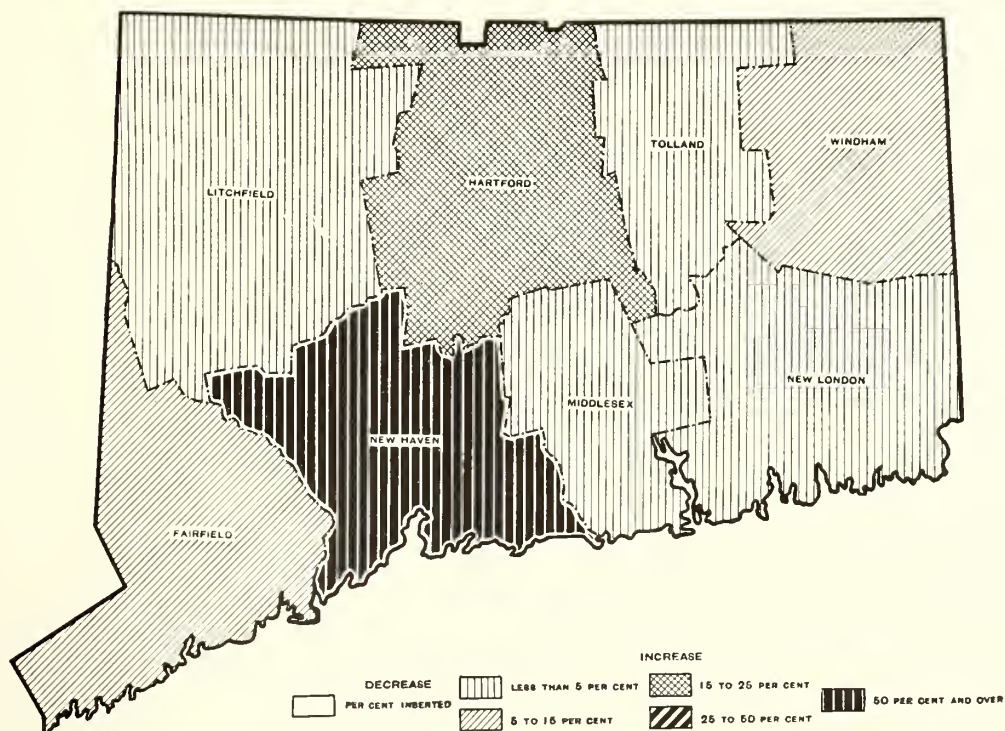 TOLLAND
WINDHAM
LITCHFIELD
HARTFORD
NEW LONDON
MIDDLESEX
NEW HAVEN
FAIRFIELD
INCREASE
DECREASE
PER CENT INSERTED
LESS THAN 5 PER CENT
15 TO 25 PER CENT
50 PER CENT AND OVER
5 TO 15 PER CENT
25 TO 50 PER CENT